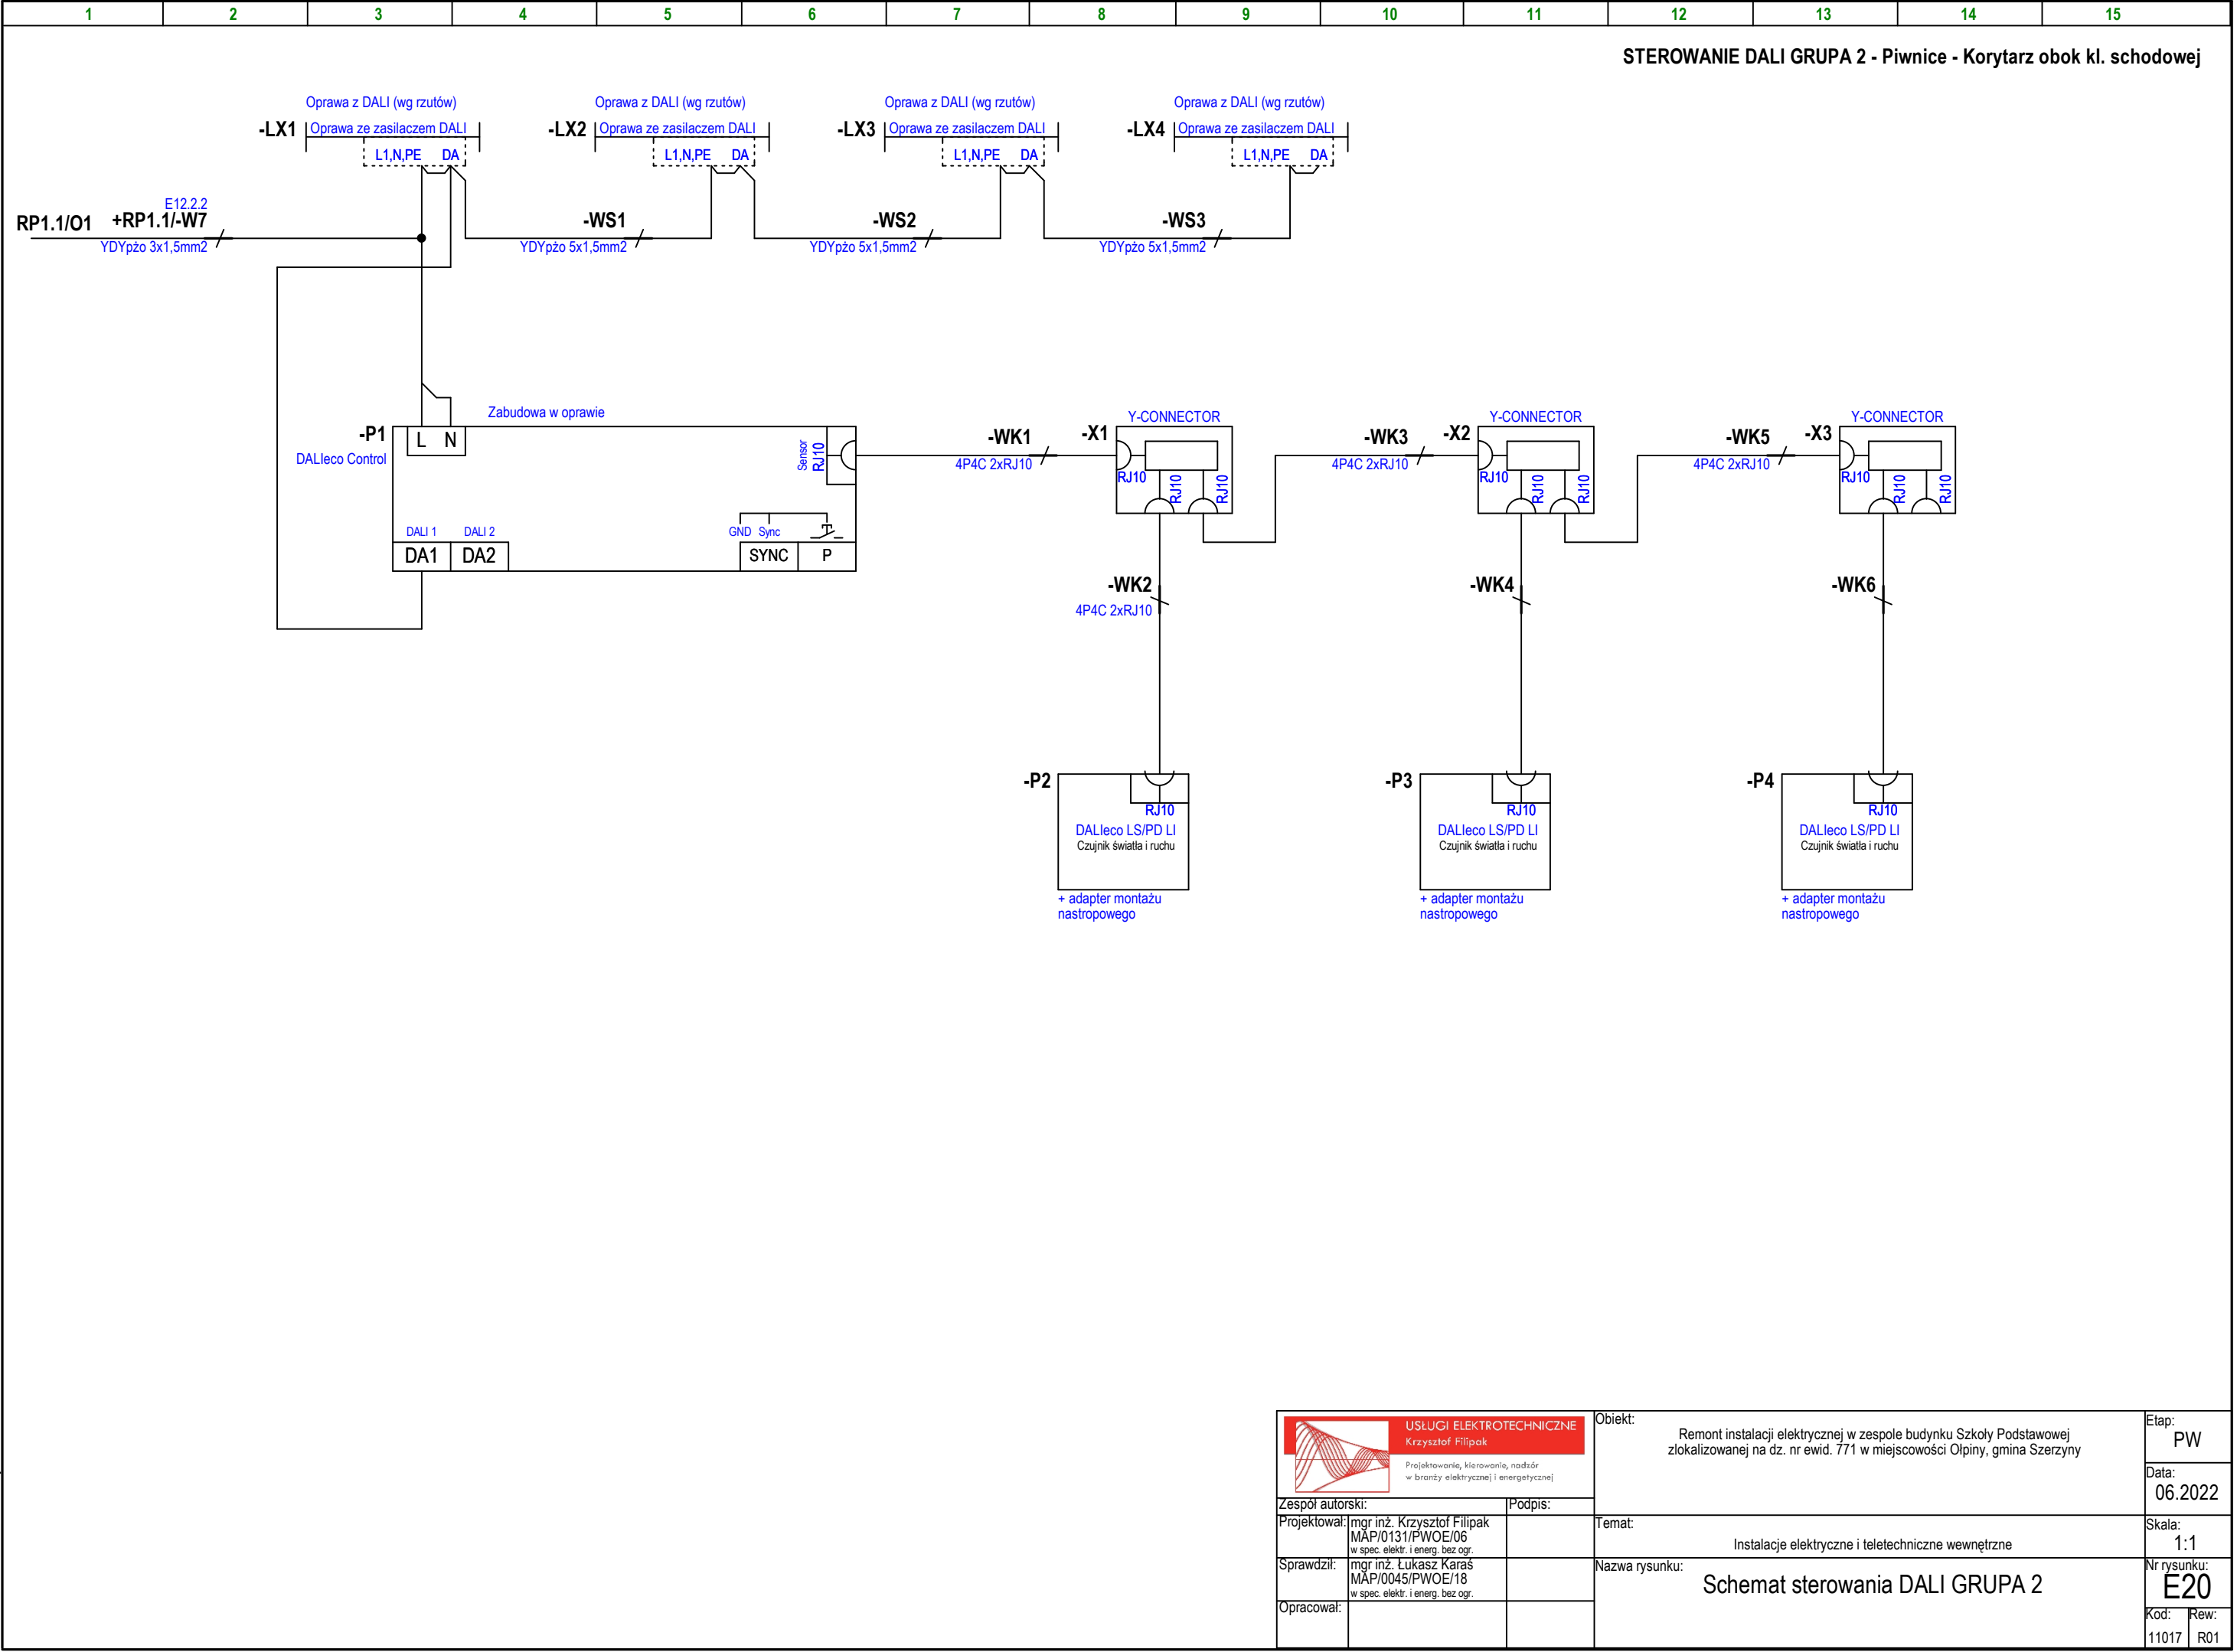 1 2 3 4 5 6 7 8 9 10 11 12 13 14 15
STEROWANIE DALI GRUPA 2 - Piwnice - Korytarz obok kl. schodowej
Oprawa z DALI (wg rzutów)
-LX1
Oprawa ze zasilaczem DALI
L1,N,PE DA
Oprawa z DALI (wg rzutów)
-LX2
Oprawa ze zasilaczem DALI
L1,N,PE DA
Oprawa z DALI (wg rzutów)
-LX3
Oprawa ze zasilaczem DALI
L1,N,PE DA
Oprawa z DALI (wg rzutów)
-LX4
Oprawa ze zasilaczem DALI
L1,N,PE DA
E12.2.2
RP1.1/O1 +RP1.1/-W7
YDYpżo 3x1,5mm2
-WS1
YDYpżo 5x1,5mm2
-WS2
YDYpżo 5x1,5mm2
-WS3
YDYpżo 5x1,5mm2
Zabudowa w oprawie
-P1
DALIeco Control
L N
Sensor
RJ10
DALI 1 DALI 2
DA1 DA2
GND Sync
SYNC P
-WK1
4P4C 2xRJ10
Y-CONNECTOR
-X1
RJ10
RJ10
RJ10
-WK3
4P4C 2xRJ10
Y-CONNECTOR
-X2
RJ10
RJ10
RJ10
-WK5
4P4C 2xRJ10
Y-CONNECTOR
-X3
RJ10
RJ10
RJ10
-WK2
4P4C 2xRJ10
-WK4
-WK6
-P2
RJ10
DALIeco LS/PD LI
Czujnik światła i ruchu
+ adapter montażu
nastropowego
-P3
RJ10
DALIeco LS/PD LI
Czujnik światła i ruchu
+ adapter montażu
nastropowego
-P4
RJ10
DALIeco LS/PD LI
Czujnik światła i ruchu
+ adapter montażu
nastropowego
USŁUGI ELEKTROTECHNICZNE
Krzysztof Filipak
Projektowanie, kierowanie, nadzór
w branży elektrycznej i energetycznej
Zespół autorski: Podpis:
Projektował: mgr inż. Krzysztof Filipak
MAP/0131/PWOE/06
w spec. elektr. i energ. bez ogr.
Sprawdził: mgr inż. Łukasz Karaś
MAP/0045/PWOE/18
w spec. elektr. i energ. bez ogr.
Opracował:
Obiekt:
Remont instalacji elektrycznej w zespole budynku Szkoły Podstawowej
zlokalizowanej na dz. nr ewid. 771 w miejscowości Ołpiny, gmina Szerzyny
Temat:
Instalacje elektryczne i teletechniczne wewnętrzne
Nazwa rysunku:
Schemat sterowania DALI GRUPA 2
Etap:
PW
Data:
06.2022
Skala:
1:1
Nr rysunku:
E20
Kod: Rew:
11017 R01